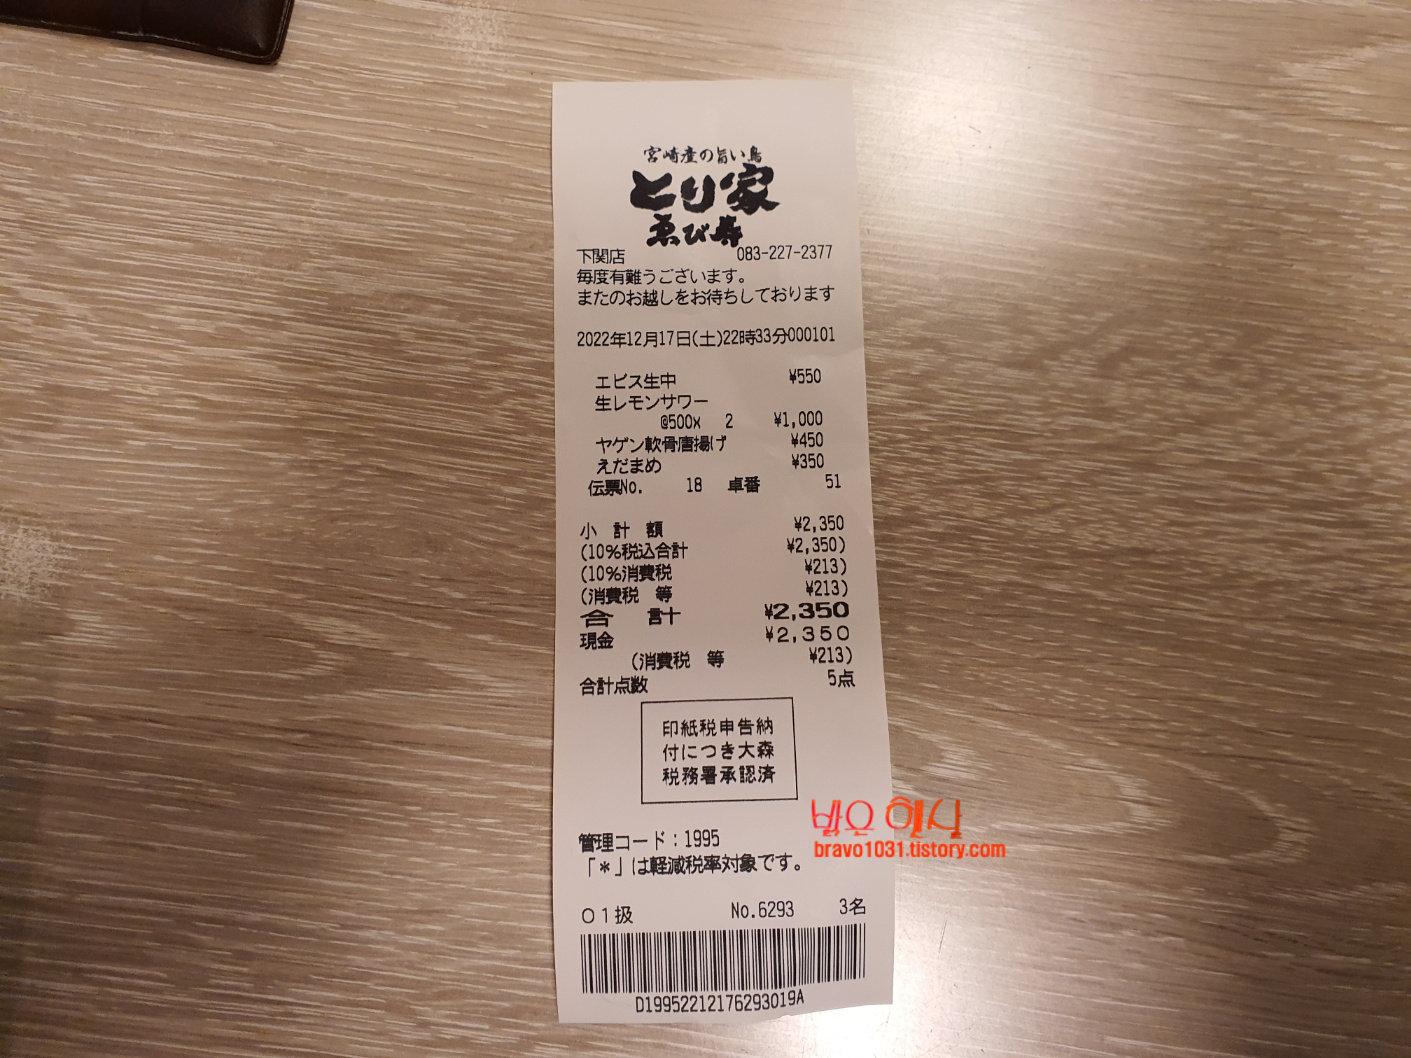 宮崎産の旨い鳥
とり家
ゑび寿
下関店 083-227-2377
毎度有難うございます。
またのお越しをお待ちしております
2022年12月17日(土)22時33分000101
エビス生中 ¥550
生レモンサワー
@500x 2 ¥1,000
ヤゲン軟骨唐揚げ ¥450
えだまめ ¥350
伝票No. 18 卓番 51
小 計 額 ¥2,350
(10%税込合計 ¥2,350)
(10%消費税 ¥213)
(消費税 等 ¥213)
合 計 ¥2,350
現金 ¥2,350
(消費税 等 ¥213)
合計点数 5点
印紙税申告納
付につき大森
税務署承認済
管理コード：1995
「＊」は軽減税率対象です。
01扱 No.6293 3名
D19952212176293019A
bravo1031.tistory.com